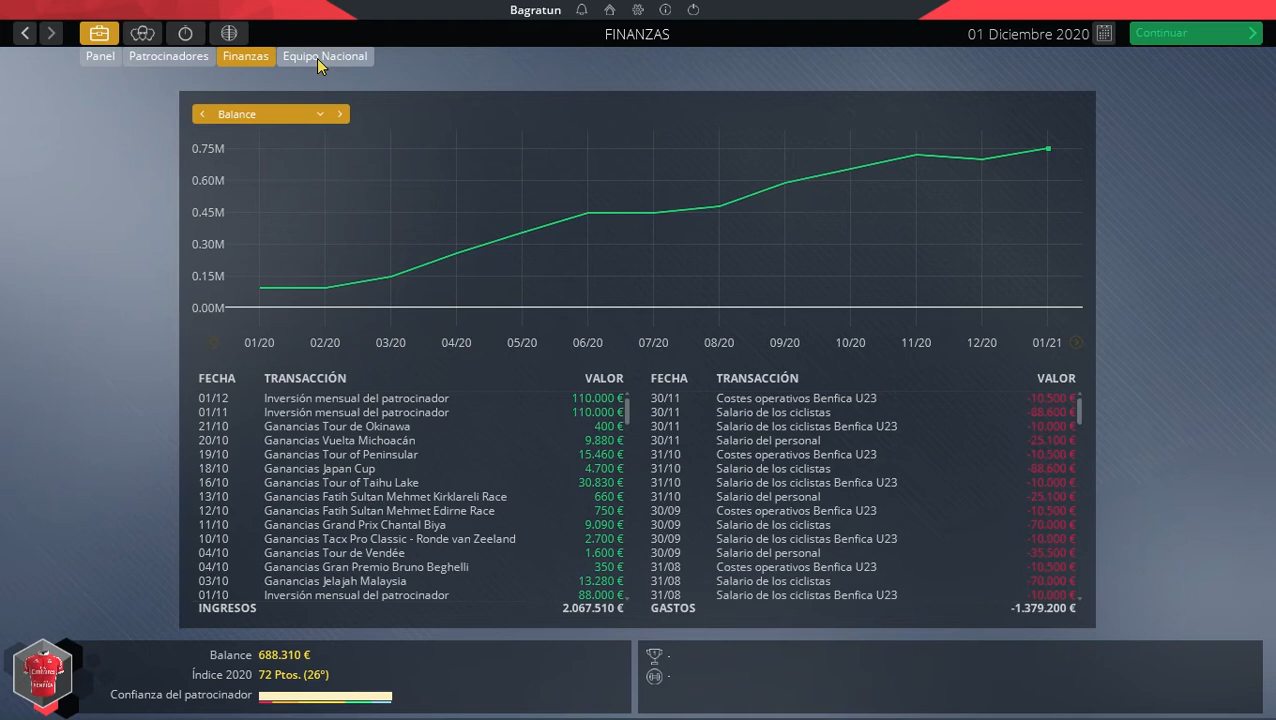 Bagratun
FINANZAS
01 Diciembre 2020
Continuar
Panel Patrocinadores Finanzas Equipo Nacional
Balance
0.75M
0.60M
0.45M
0.30M
0.15M
0.00M
01/20 02/20 03/20 04/20 05/20 06/20 07/20 08/20 09/20 10/20 11/20 12/20 01/21
FECHA TRANSACCIÓN VALOR
01/12 Inversión mensual del patrocinador 110.000 €
01/11 Inversión mensual del patrocinador 110.000 €
21/10 Ganancias Tour de Okinawa 400 €
20/10 Ganancias Vuelta Michoacán 9.880 €
19/10 Ganancias Tour of Peninsular 15.460 €
18/10 Ganancias Japan Cup 4.700 €
16/10 Ganancias Tour of Taihu Lake 30.830 €
13/10 Ganancias Fatih Sultan Mehmet Kirklareli Race 660 €
12/10 Ganancias Fatih Sultan Mehmet Edirne Race 750 €
11/10 Ganancias Grand Prix Chantal Biya 9.090 €
10/10 Ganancias Tacx Pro Classic - Ronde van Zeeland 2.700 €
04/10 Ganancias Tour de Vendée 1.600 €
04/10 Ganancias Gran Premio Bruno Beghelli 350 €
03/10 Ganancias Jelajah Malaysia 13.280 €
01/10 Inversión mensual del patrocinador 88.000 €
INGRESOS 2.067.510 €
FECHA TRANSACCIÓN VALOR
30/11 Costes operativos Benfica U23 -10.500 €
30/11 Salario de los ciclistas -88.600 €
30/11 Salario de los ciclistas Benfica U23 -10.000 €
30/11 Salario del personal -25.100 €
31/10 Costes operativos Benfica U23 -10.500 €
31/10 Salario de los ciclistas -88.600 €
31/10 Salario de los ciclistas Benfica U23 -10.000 €
31/10 Salario del personal -25.100 €
30/09 Costes operativos Benfica U23 -10.500 €
30/09 Salario de los ciclistas -70.000 €
30/09 Salario de los ciclistas Benfica U23 -10.000 €
30/09 Salario del personal -35.500 €
31/08 Costes operativos Benfica U23 -10.500 €
31/08 Salario de los ciclistas -70.000 €
31/08 Salario de los ciclistas Benfica U23 -10.000 €
GASTOS -1.379.200 €
Balance 688.310 €
Índice 2020 72 Ptos. (26º)
Confianza del patrocinador